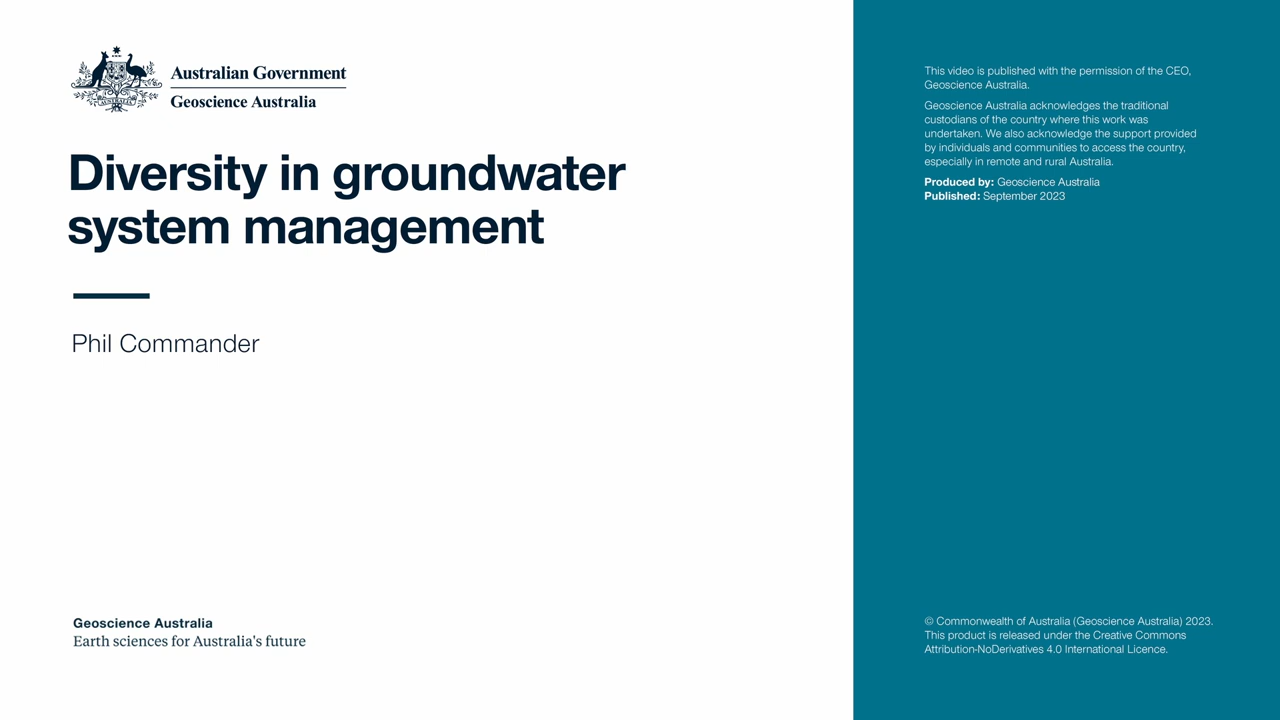 Australian Government
Geoscience Australia
Diversity in groundwater
system management
Phil Commander
Geoscience Australia
Earth sciences for Australia's future
This video is published with the permission of the CEO,
Geoscience Australia.
Geoscience Australia acknowledges the traditional
custodians of the country where this work was
undertaken. We also acknowledge the support provided
by individuals and communities to access the country,
especially in remote and rural Australia.
Produced by: Geoscience Australia
Published: September 2023
© Commonwealth of Australia (Geoscience Australia) 2023.
This product is released under the Creative Commons
Attribution-NoDerivatives 4.0 International Licence.